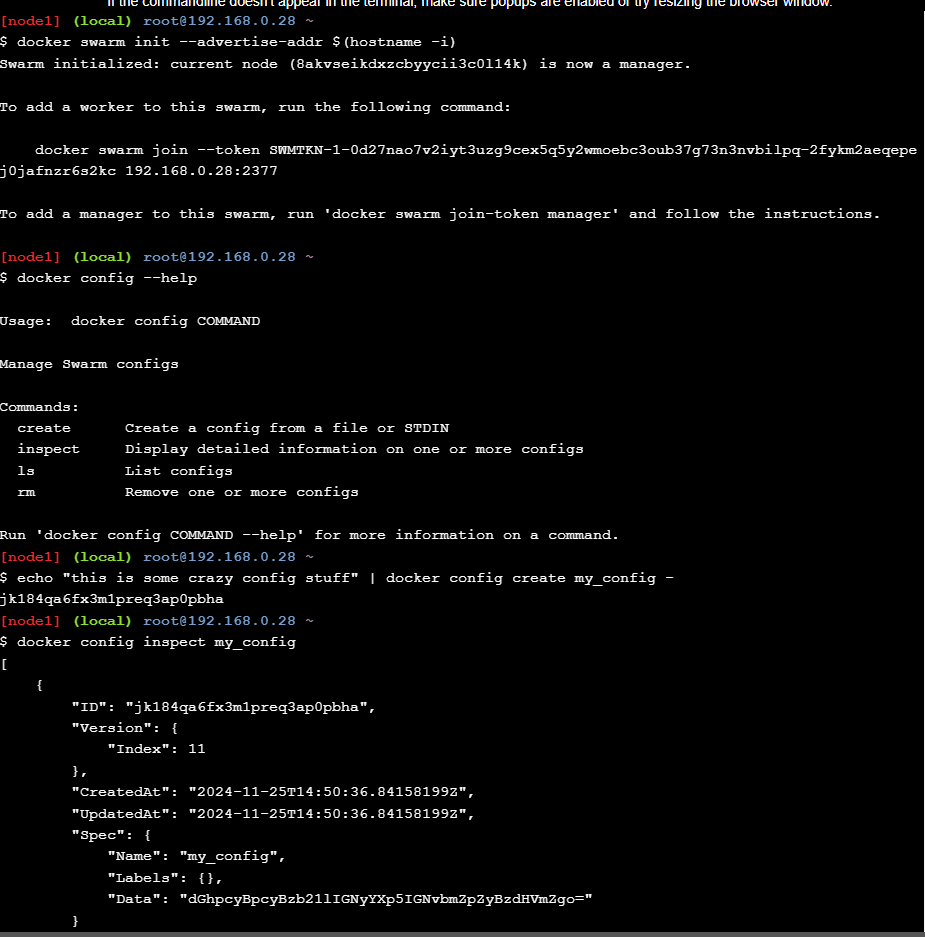 If the commandline doesn't appear in the terminal, make sure popups are enabled or try resizing the browser window.
[node1] (local) root@192.168.0.28 ~
$ docker swarm init --advertise-addr $(hostname -i)
Swarm initialized: current node (8akvseikdxzcbyycii3c0l14k) is now a manager.
To add a worker to this swarm, run the following command:
docker swarm join --token SWMTKN-1-0d27nao7v2iyt3uzg9cex5q5y2wmoebc3oub37g73n3nvbilpq-2fykm2aeqepe
j0jafnzr6s2kc 192.168.0.28:2377
To add a manager to this swarm, run 'docker swarm join-token manager' and follow the instructions.
[node1] (local) root@192.168.0.28 ~
$ docker config --help
Usage:  docker config COMMAND
Manage Swarm configs
Commands:
create      Create a config from a file or STDIN
inspect     Display detailed information on one or more configs
ls          List configs
rm          Remove one or more configs
Run 'docker config COMMAND --help' for more information on a command.
[node1] (local) root@192.168.0.28 ~
$ echo "this is some crazy config stuff" | docker config create my_config -
jk184qa6fx3m1preq3ap0pbha
[node1] (local) root@192.168.0.28 ~
$ docker config inspect my_config
[
{
"ID": "jk184qa6fx3m1preq3ap0pbha",
"Version": {
"Index": 11
},
"CreatedAt": "2024-11-25T14:50:36.84158199Z",
"UpdatedAt": "2024-11-25T14:50:36.84158199Z",
"Spec": {
"Name": "my_config",
"Labels": {},
"Data": "dGhpcyBpcyBzb21lIGNyYXp5IGNvbmZpZyBzdHVmZgo="
}